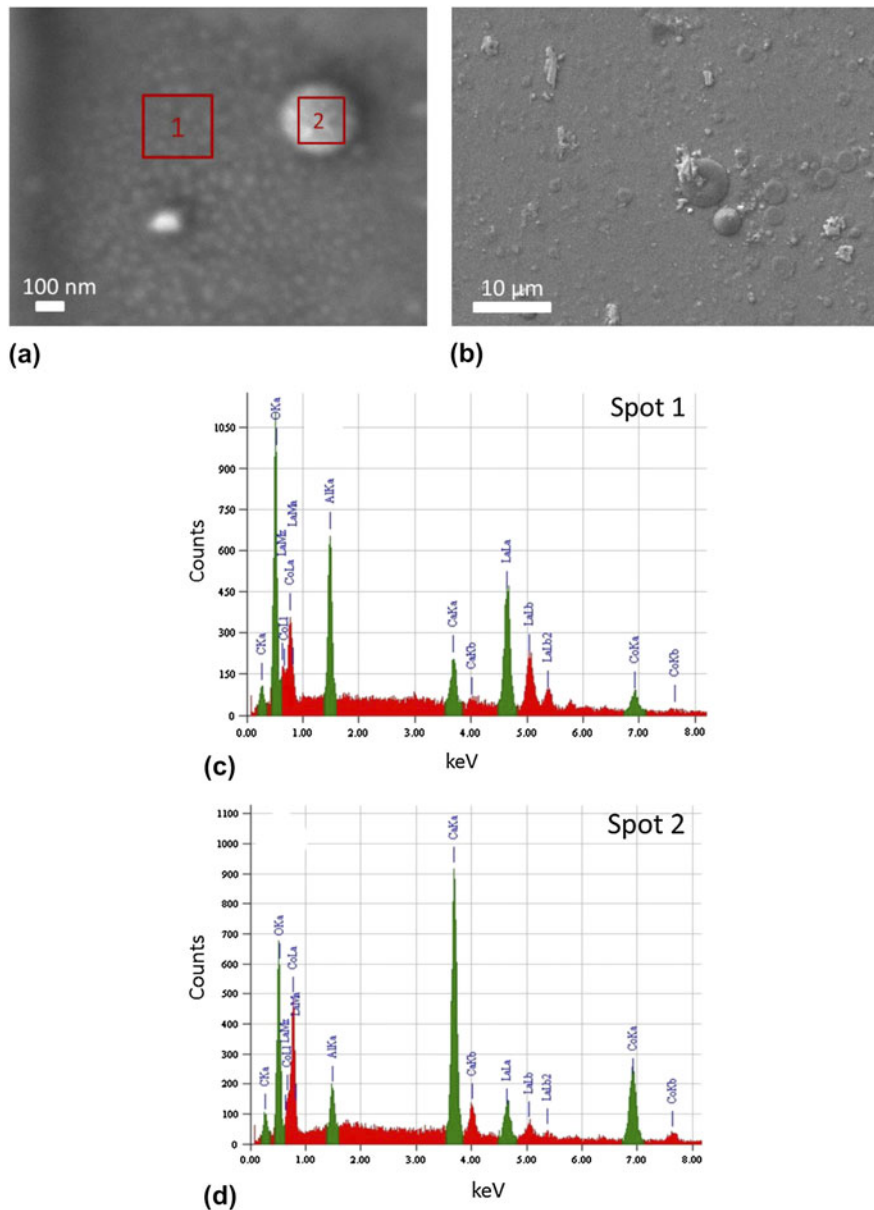 1
2
100 nm
10 µm
(a)
(b)
Spot 1
Counts
1050
900
750
600
450
300
150
0
CKa
OKa
LaMz
CoLl
CoLa
LaMa
AlKa
CaKa
CaKb
LaLa
LaLb
LaLb2
CoKa
CoKb
0.00 1.00 2.00 3.00 4.00 5.00 6.00 7.00 8.00
keV
(c)
Spot 2
Counts
1100
1000
900
800
700
600
500
400
300
200
100
0
CKa
OKa
CoLl
LaMz
CoLa
LaMa
AlKa
CaKa
CaKb
LaLa
LaLb
LaLb2
CoKa
CoKb
0.00 1.00 2.00 3.00 4.00 5.00 6.00 7.00 8.00
keV
(d)